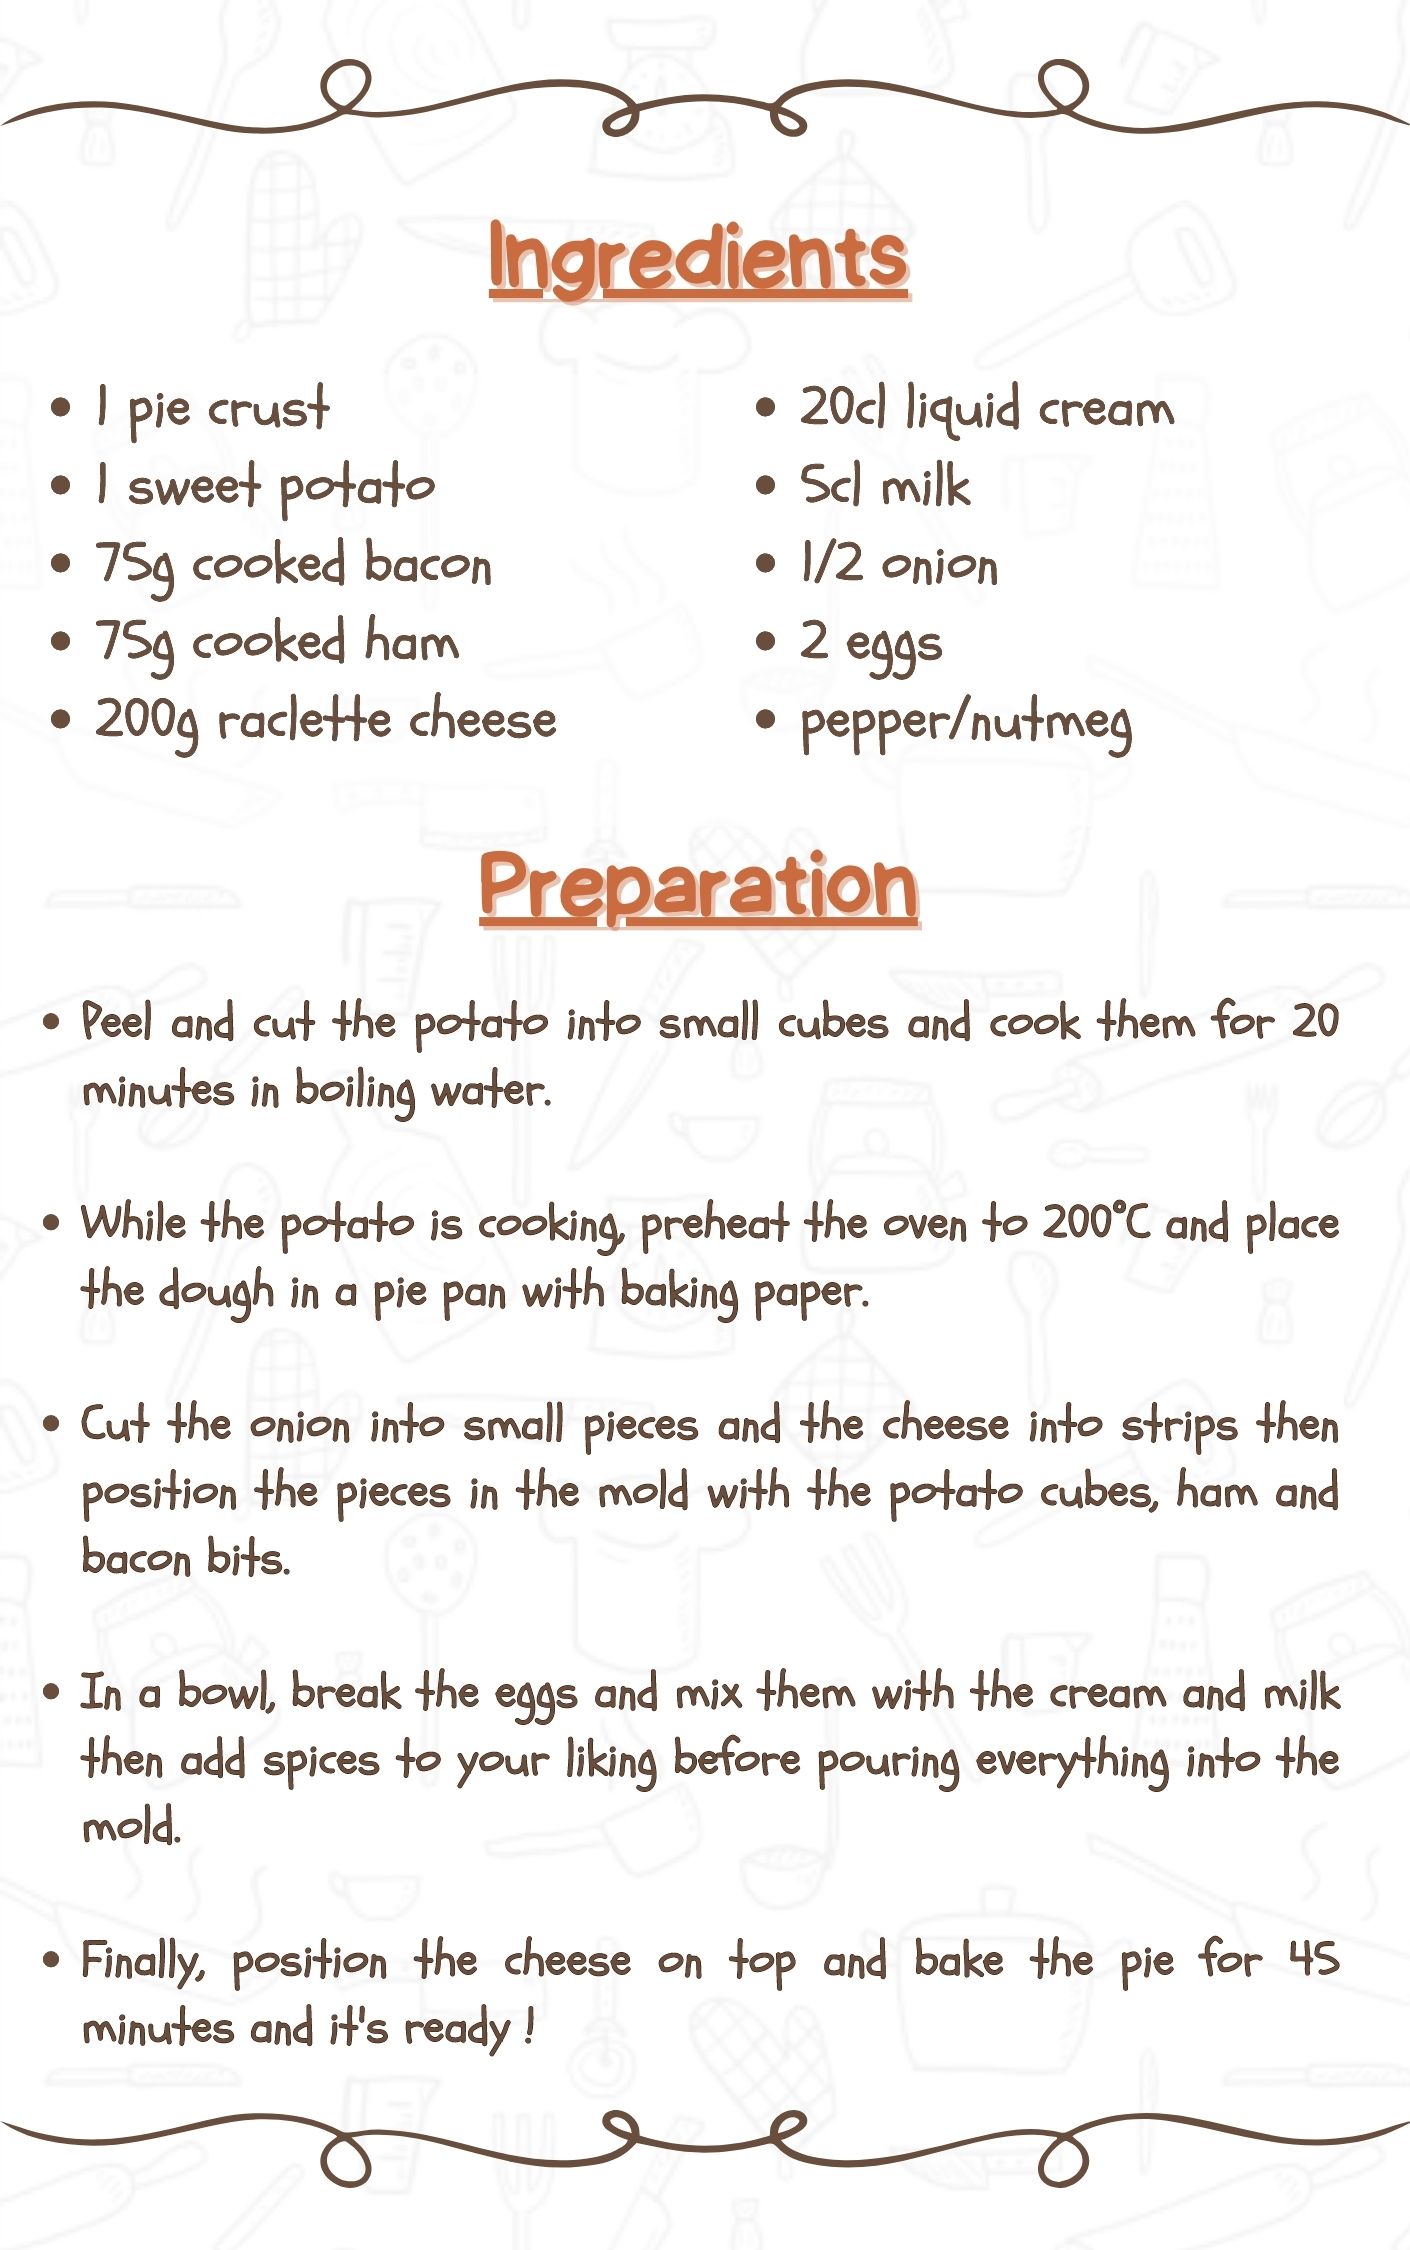 Ingredients
• 1 pie crust
• 1 sweet potato
• 75g cooked bacon
• 75g cooked ham
• 200g raclette cheese
• 20cl liquid cream
• 5cl milk
• 1/2 onion
• 2 eggs
• pepper/nutmeg
Preparation
• Peel and cut the potato into small cubes and cook them for 20
minutes in boiling water.
• While the potato is cooking, preheat the oven to 200°C and place
the dough in a pie pan with baking paper.
• Cut the onion into small pieces and the cheese into strips then
position the pieces in the mold with the potato cubes, ham and
bacon bits.
• In a bowl, break the eggs and mix them with the cream and milk
then add spices to your liking before pouring everything into the
mold.
• Finally, position the cheese on top and bake the pie for 45
minutes and it's ready !